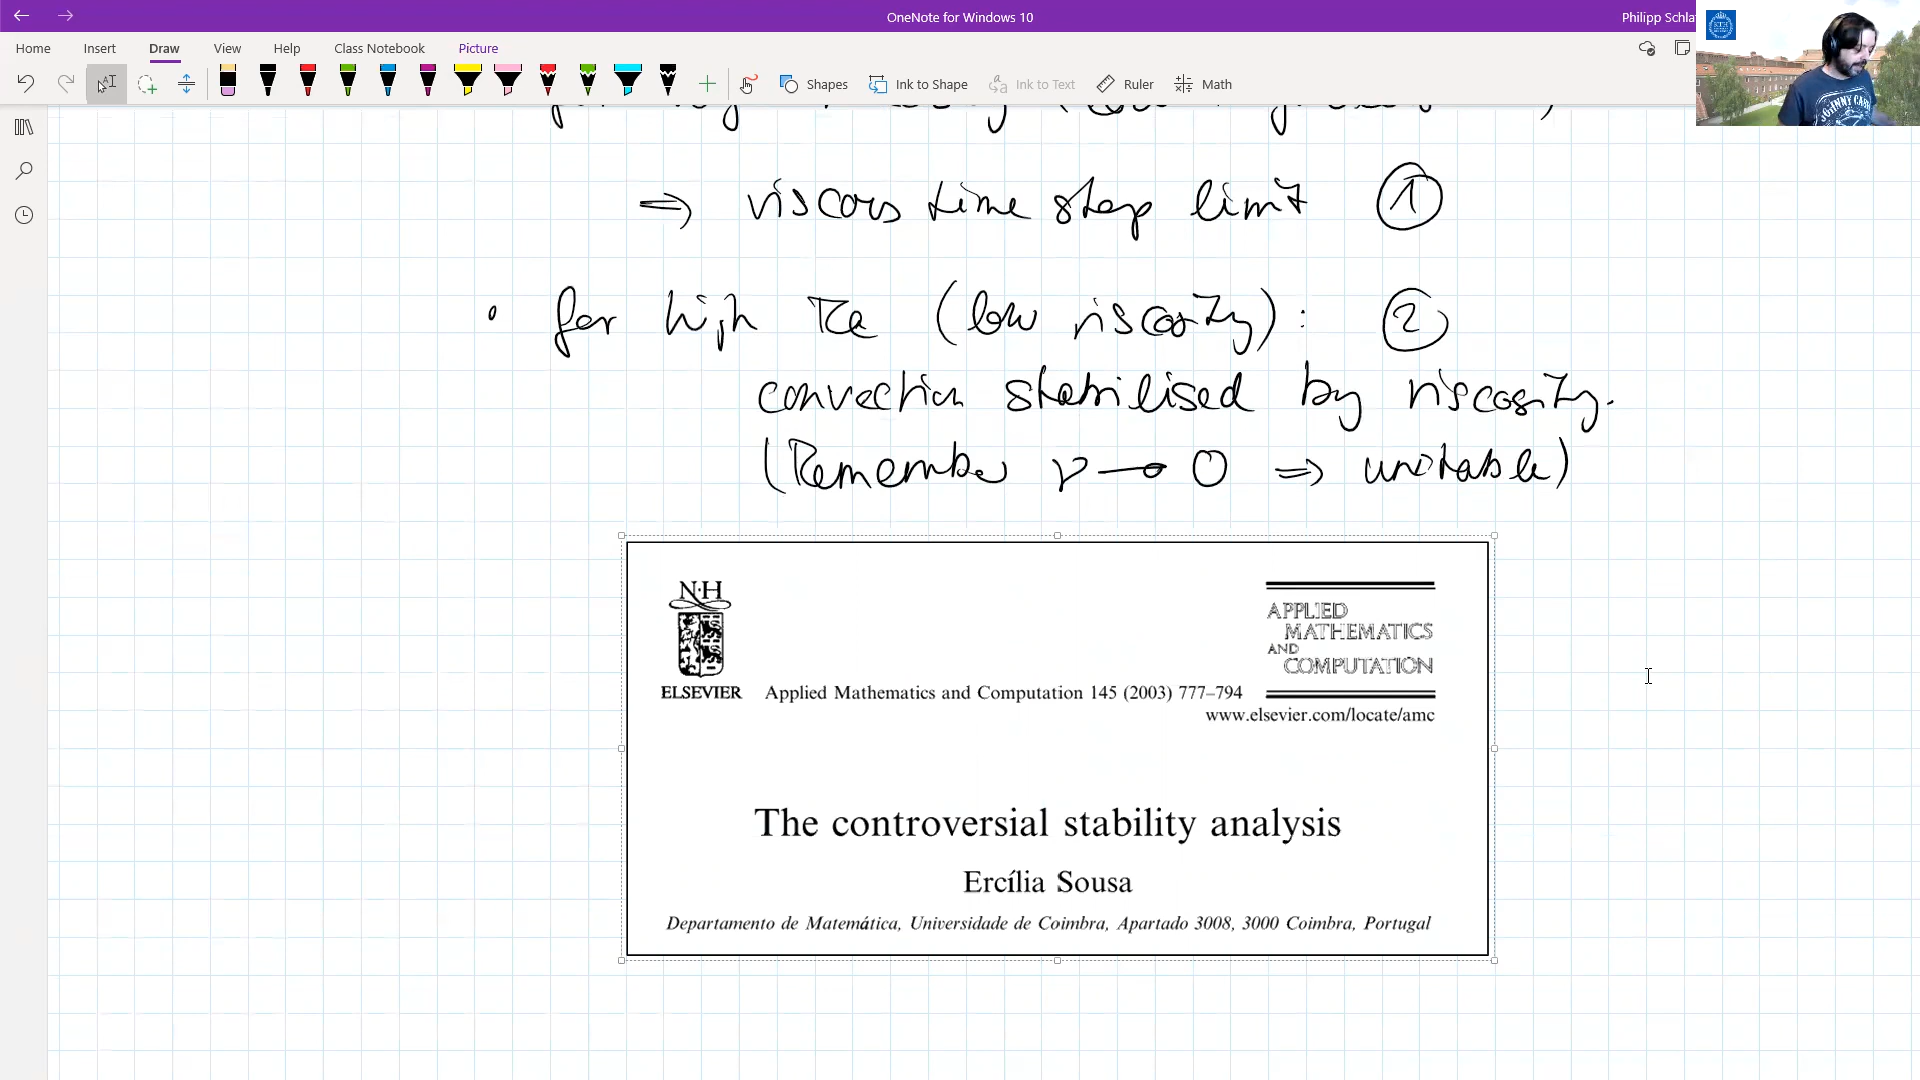 OneNote for Windows 10
Philipp Schla
Home Insert Draw View Help Class Notebook Picture
Shapes Ink to Shape Ink to Text Ruler Math
⇒ viscous time step limit ①
• for high Re (low viscosity): ②
convection stabilised by viscosity.
(Remember ν → 0 ⇒ unstable)
N·H
ELSEVIER
APPLIED
MATHEMATICS
AND
COMPUTATION
Applied Mathematics and Computation 145 (2003) 777–794
www.elsevier.com/locate/amc
The controversial stability analysis
Ercília Sousa
Departamento de Matemática, Universidade de Coimbra, Apartado 3008, 3000 Coimbra, Portugal